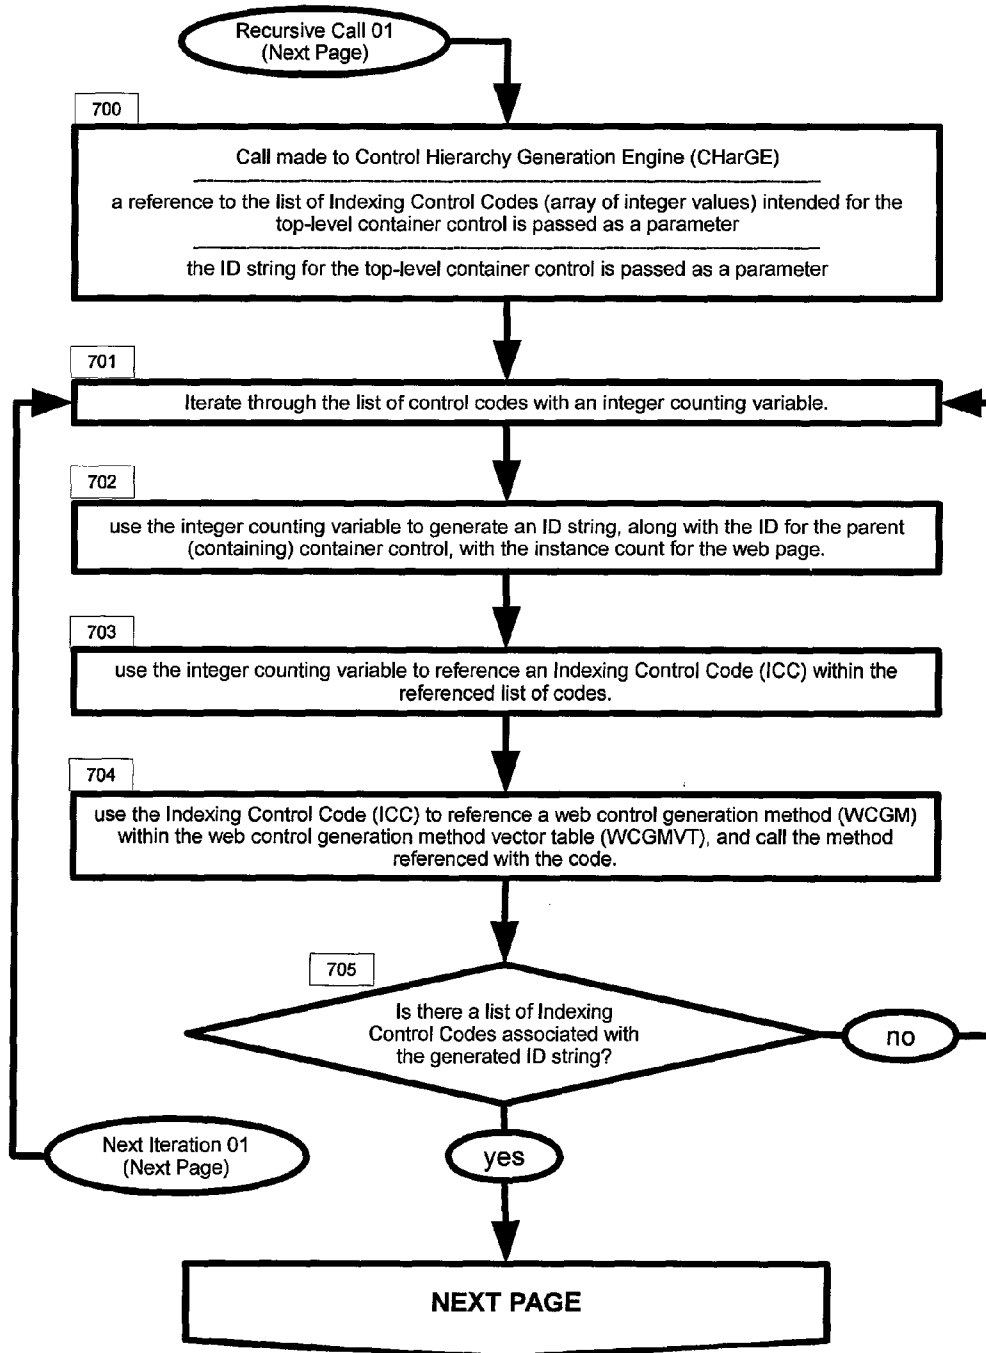 Recursive Call 01
(Next Page)
700
Call made to Control Hierarchy Generation Engine (CHarGE)
a reference to the list of Indexing Control Codes (array of integer values) intended for the
top-level container control is passed as a parameter
the ID string for the top-level container control is passed as a parameter
701
Iterate through the list of control codes with an integer counting variable.
702
use the integer counting variable to generate an ID string, along with the ID for the parent
(containing) container control, with the instance count for the web page.
703
use the integer counting variable to reference an Indexing Control Code (ICC) within the
referenced list of codes.
704
use the Indexing Control Code (ICC) to reference a web control generation method (WCGM)
within the web control generation method vector table (WCGMVT), and call the method
referenced with the code.
705
Is there a list of Indexing
Control Codes associated with
the generated ID string?
no
Next Iteration 01
(Next Page)
yes
NEXT PAGE